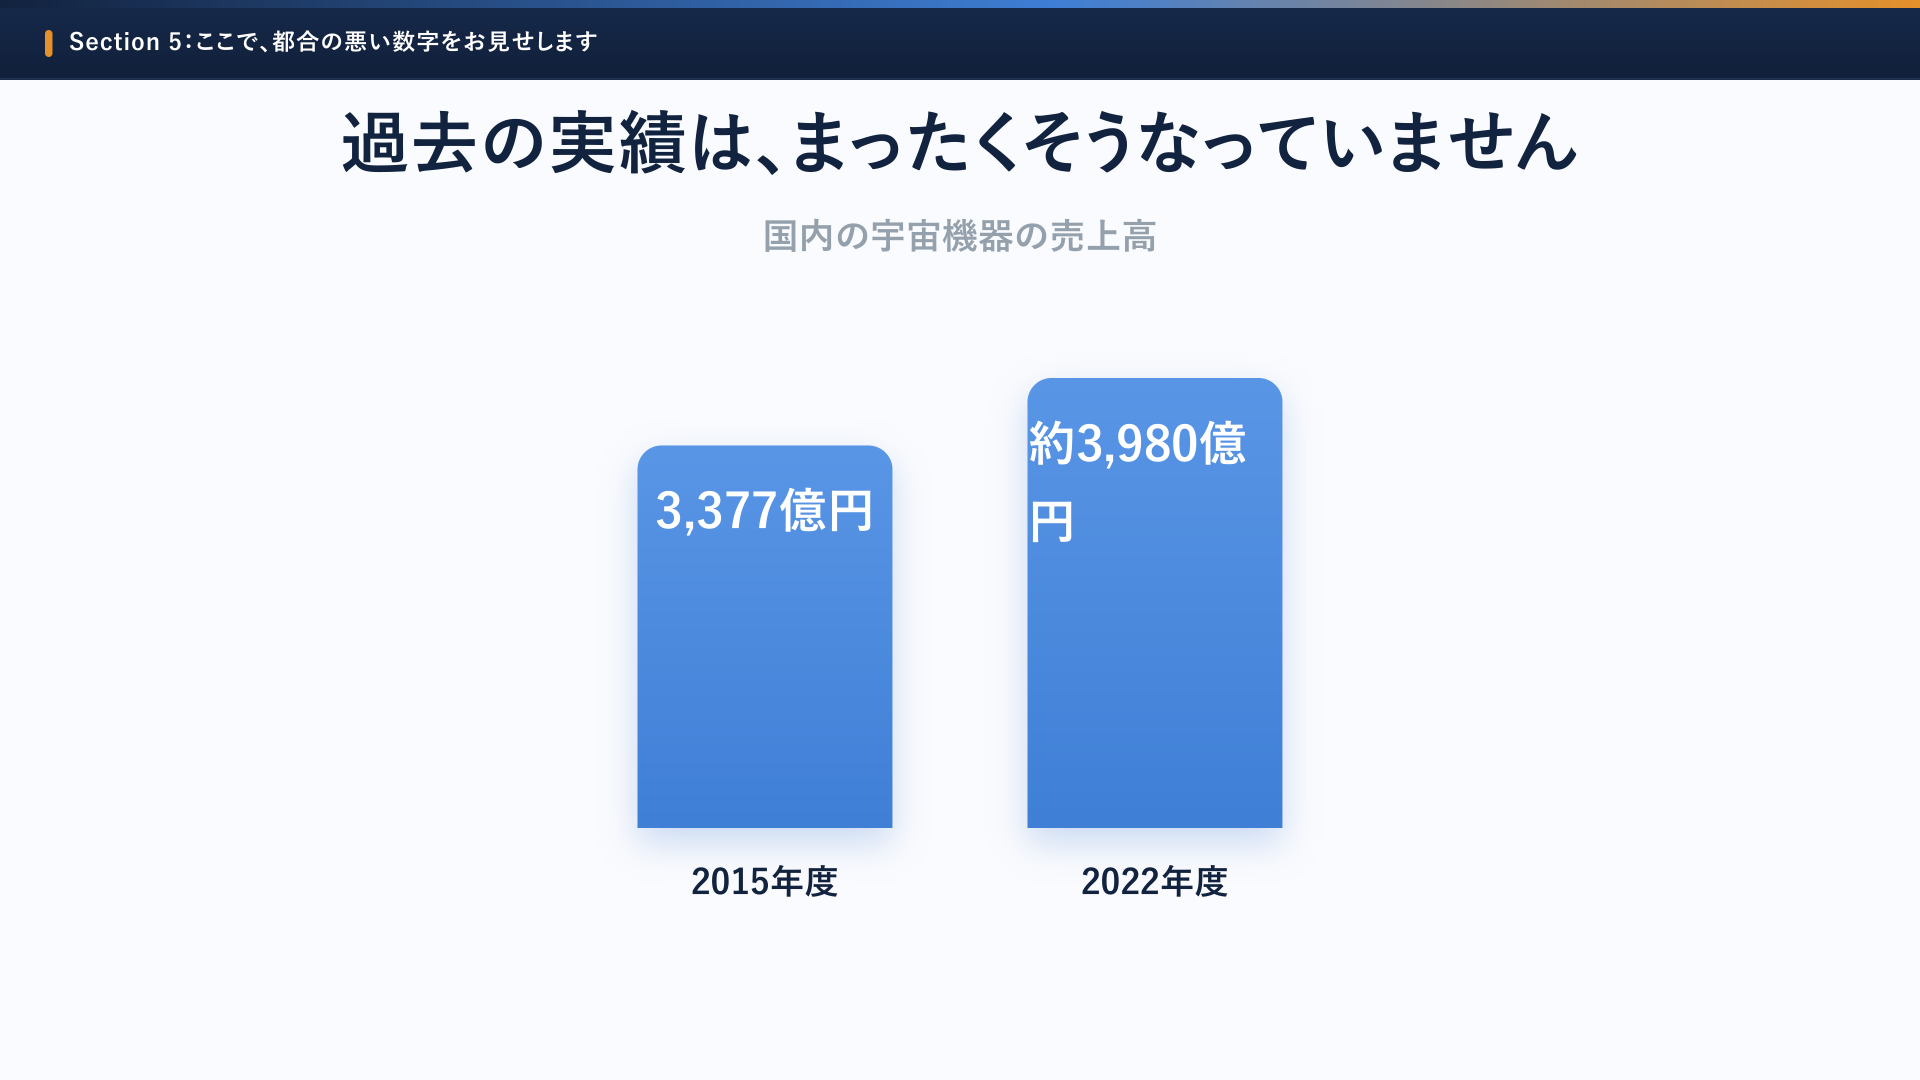 Section 5：ここで、都合の悪い数字をお見せします
過去の実績は、まったくそうなっていません
国内の宇宙機器の売上高
3,377億円
約3,980億
円
2015年度
2022年度